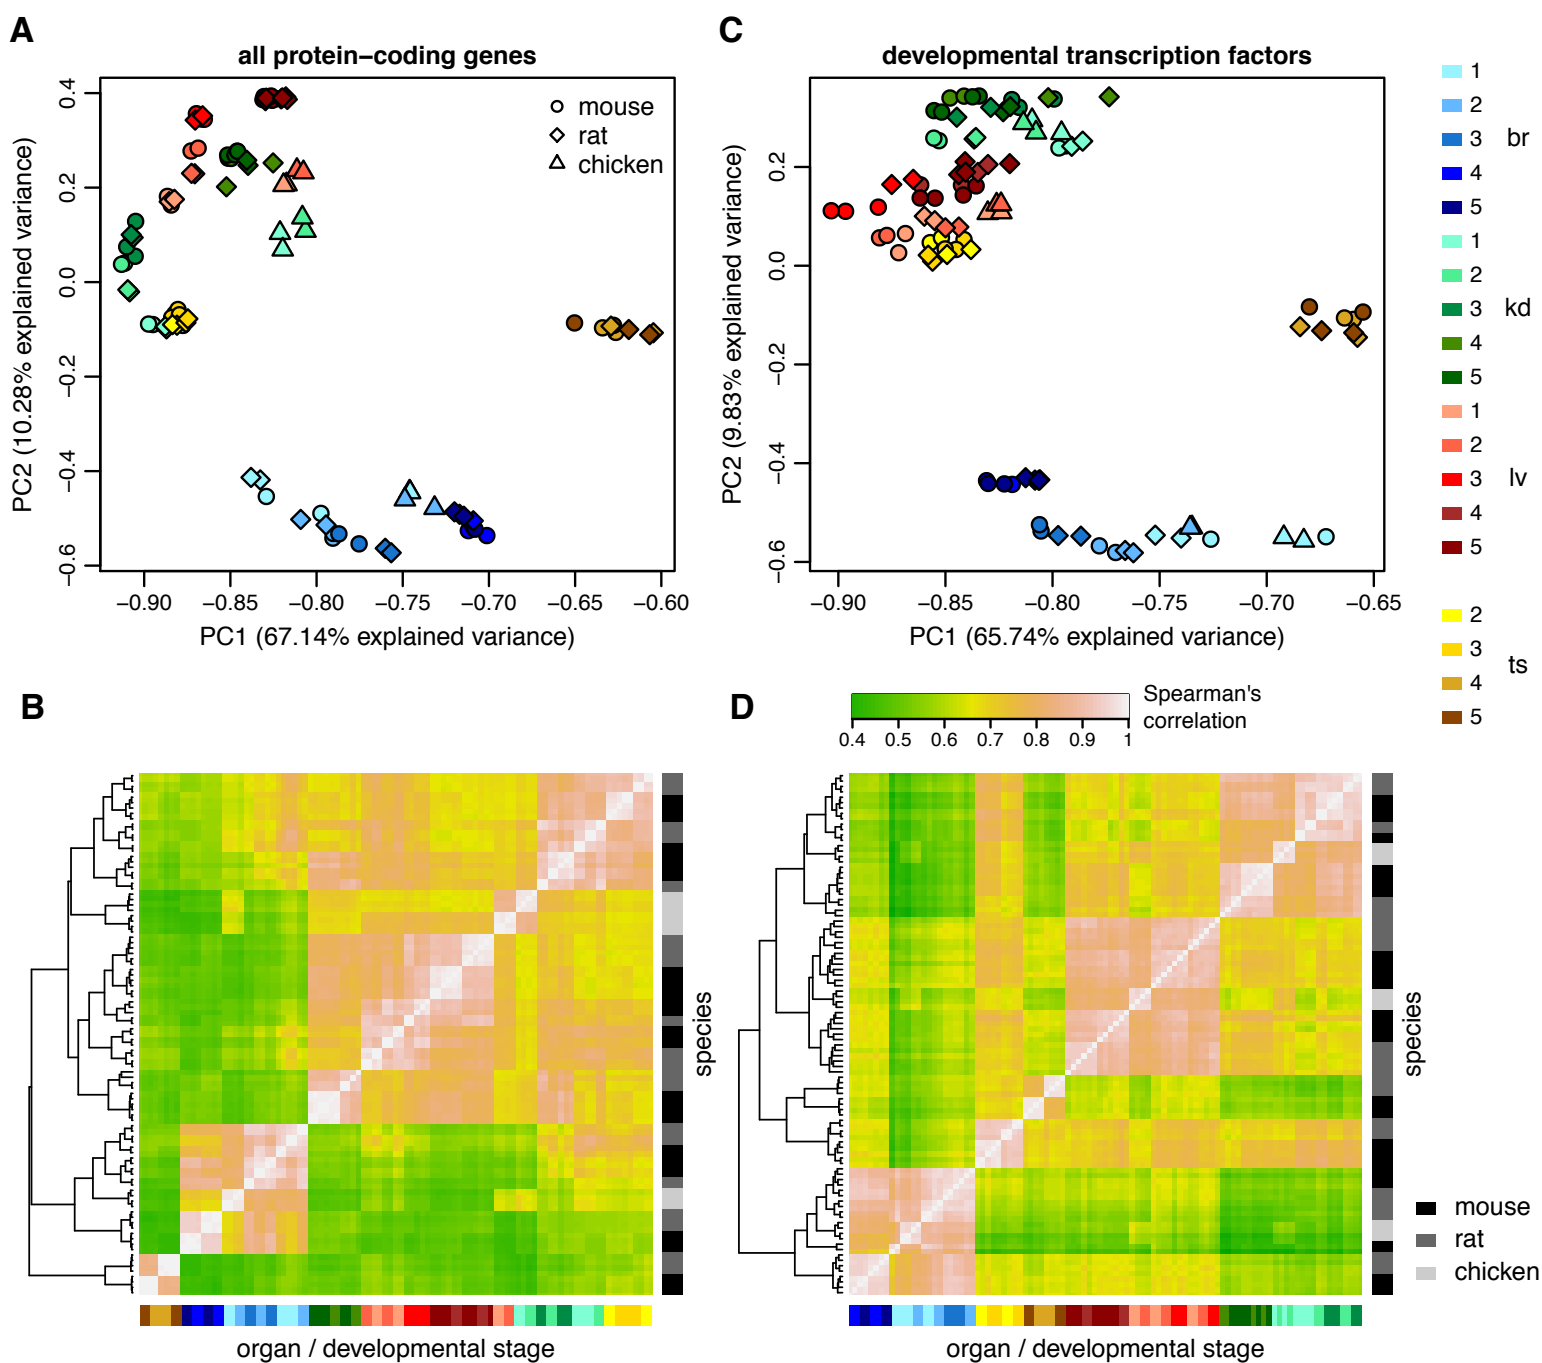 A
all protein–coding genes
0.4
0.2
0.0
−0.2
−0.4
−0.6
PC2 (10.28% explained variance)
mouse
rat
chicken
−0.90
−0.85
−0.80
−0.75
−0.70
−0.65
−0.60
PC1 (67.14% explained variance)
C
developmental transcription factors
0.2
0.0
−0.2
−0.4
−0.6
PC2 (9.83% explained variance)
−0.90
−0.85
−0.80
−0.75
−0.70
−0.65
PC1 (65.74% explained variance)
1
2
3 br
4
5
1
2
3 kd
4
5
1
2
3 lv
4
5
2
3
ts
4
5
B
species
organ / developmental stage
D
Spearman's
correlation
0.4 0.5 0.6 0.7 0.8 0.9 1
species
organ / developmental stage
mouse
rat
chicken